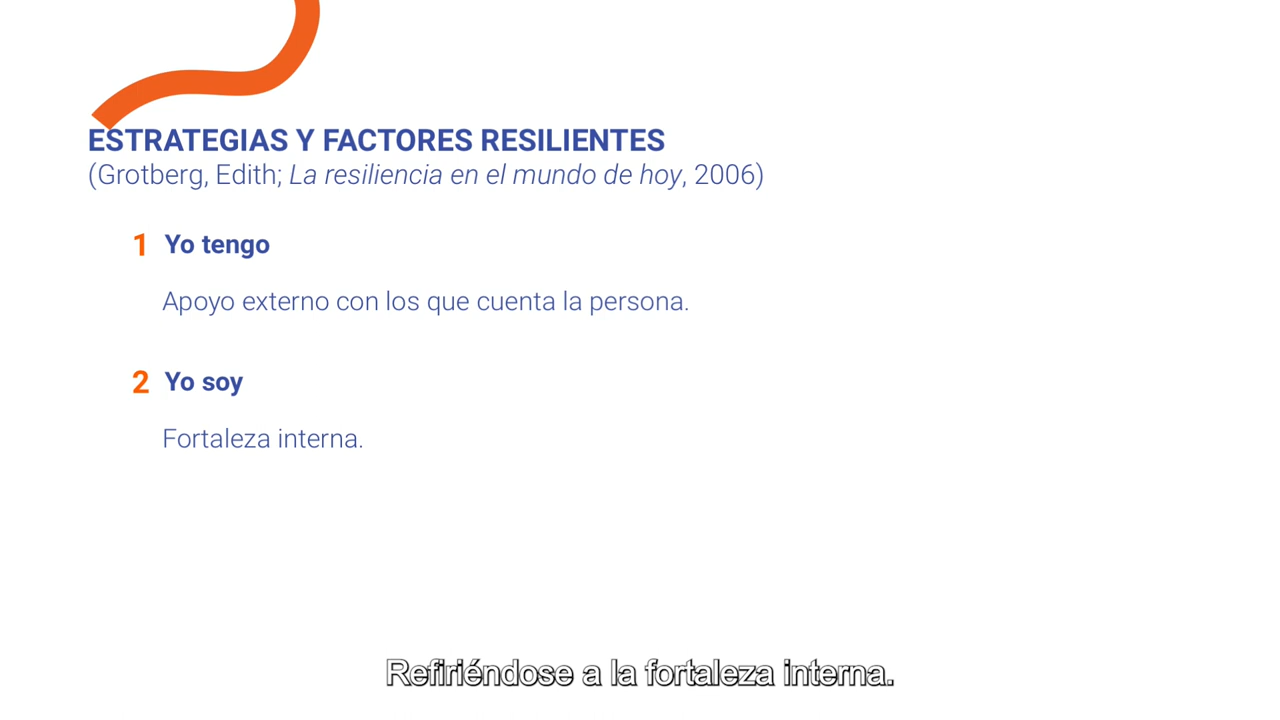 ESTRATEGIAS Y FACTORES RESILIENTES
(Grotberg, Edith; La resiliencia en el mundo de hoy, 2006)
1 Yo tengo
Apoyo externo con los que cuenta la persona.
2 Yo soy
Fortaleza interna.
Refiriéndose a la fortaleza interna.